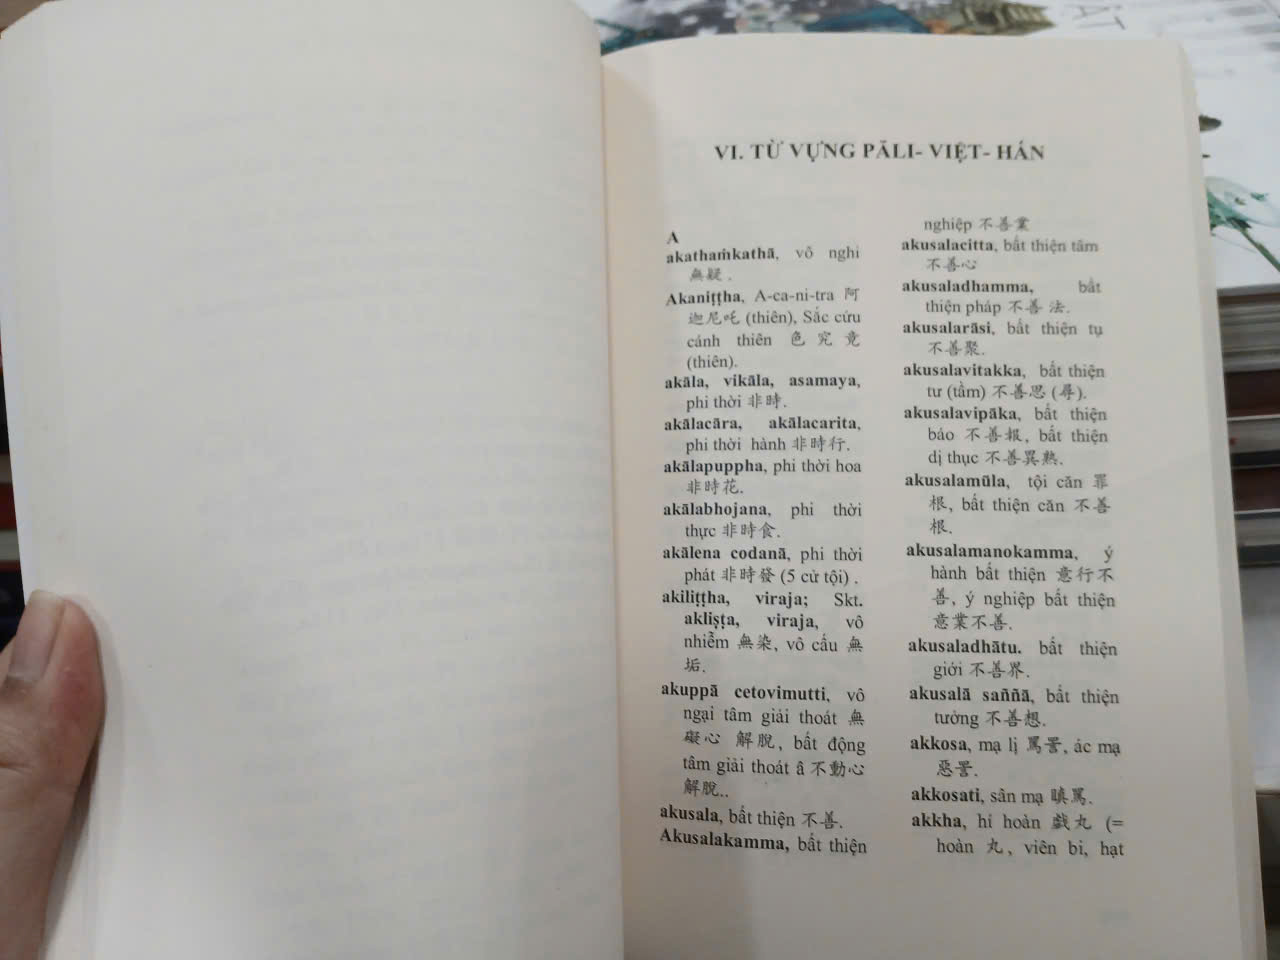 VI. TỪ VỰNG PĀLI- VIỆT- HÁN
A
akathaṁkathā, vô nghi
無疑.
Akaniṭṭha, A-ca-ni-tra 阿
迦尼吒 (thiên), Sắc cứu
cánh thiên 色究竟
(thiên).
akāla, vikāla, asamaya,
phi thời 非時.
akālacāra, akālacarita,
phi thời hành 非時行.
akālapuppha, phi thời hoa
非時花.
akālabhojana, phi thời
thực 非時食.
akālena codanā, phi thời
phát 非時發 (5 cử tội) .
akiliṭṭha, viraja; Skt.
akliṣṭa, viraja, vô
nhiễm 無染, vô cấu 無
垢.
akuppā cetovimutti, vô
ngại tâm giải thoát 無
礙心 解脫, bất động
tâm giải thoát â 不動心
解脫..
akusala, bất thiện 不善.
Akusalakamma, bất thiện
nghiệp 不善業
akusalacitta, bất thiện tâm
不善心
akusaladhamma, bất
thiện pháp 不善 法.
akusalarāsi, bất thiện tụ
不善聚.
akusalavitakka, bất thiện
tư (tầm) 不善思 (尋).
akusalavipāka, bất thiện
báo 不善報, bất thiện
dị thục 不善異熟.
akusalamūla, tội căn 罪
根, bất thiện căn 不善
根.
akusalamanokamma, ý
hành bất thiện 意行不
善, ý nghiệp bất thiện
意業不善.
akusaladhātu. bất thiện
giới 不善界.
akusalā saññā, bất thiện
tưởng 不善想.
akkosa, mạ lị 罵詈, ác mạ
惡詈.
akkosati, sân mạ 嗔罵.
akkha, hí hoàn 戲丸 (=
hoàn 丸, viên bi, hạt